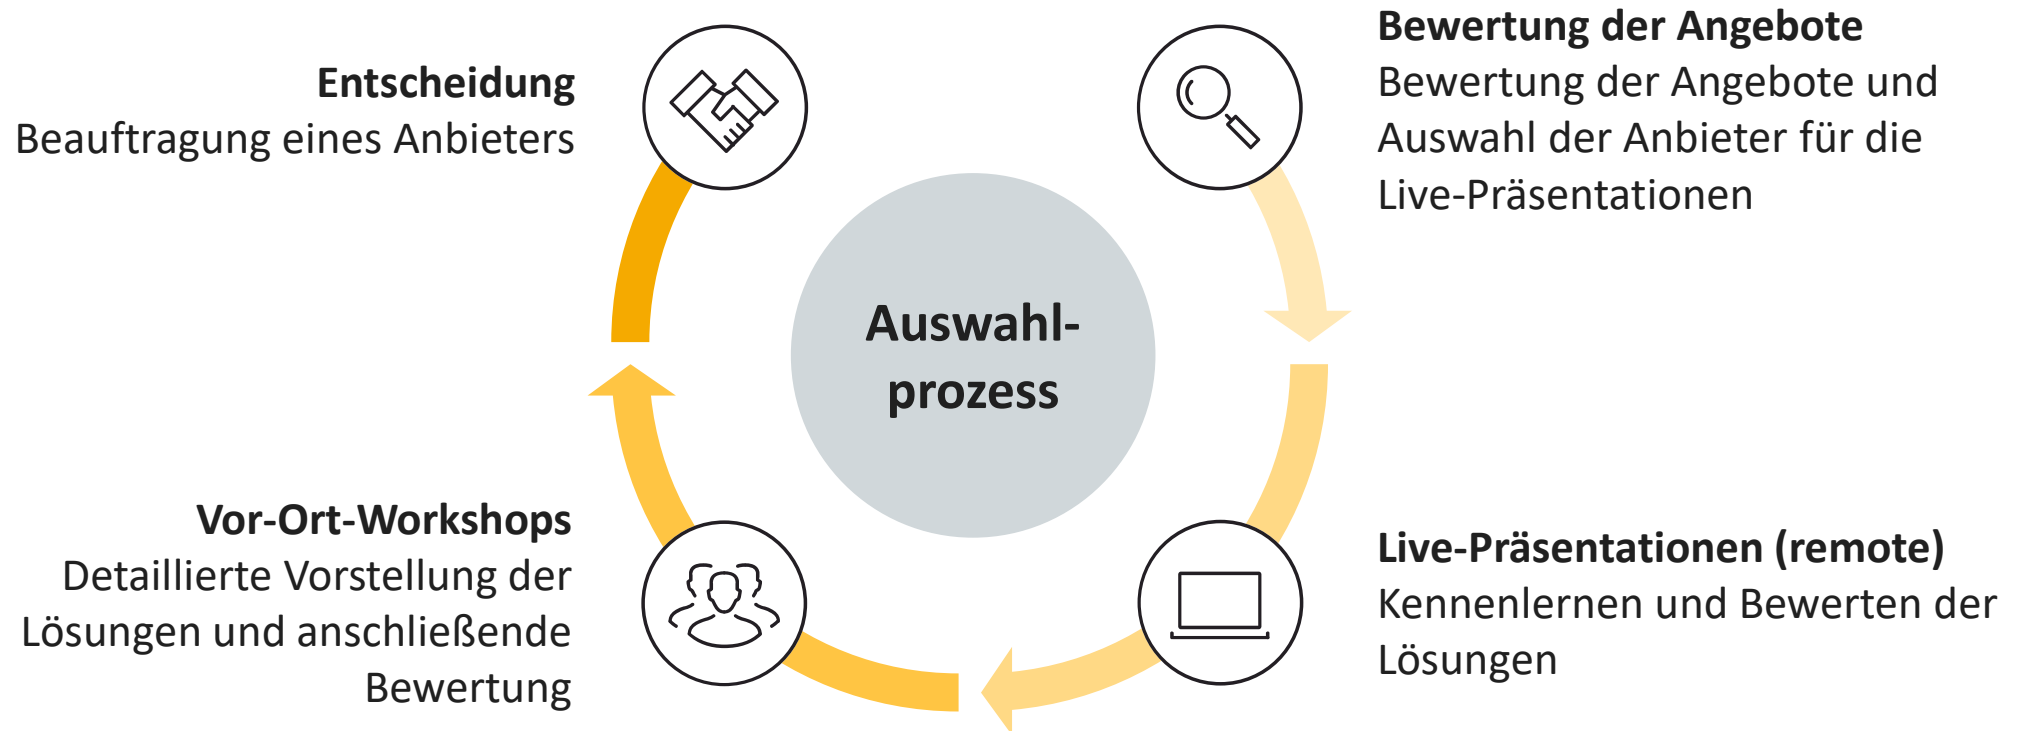 Entscheidung
Beauftragung eines Anbieters
Bewertung der Angebote
Bewertung der Angebote und
Auswahl der Anbieter für die
Live-Präsentationen
Auswahl-
prozess
Vor-Ort-Workshops
Detaillierte Vorstellung der
Lösungen und anschließende
Bewertung
Live-Präsentationen (remote)
Kennenlernen und Bewerten der
Lösungen